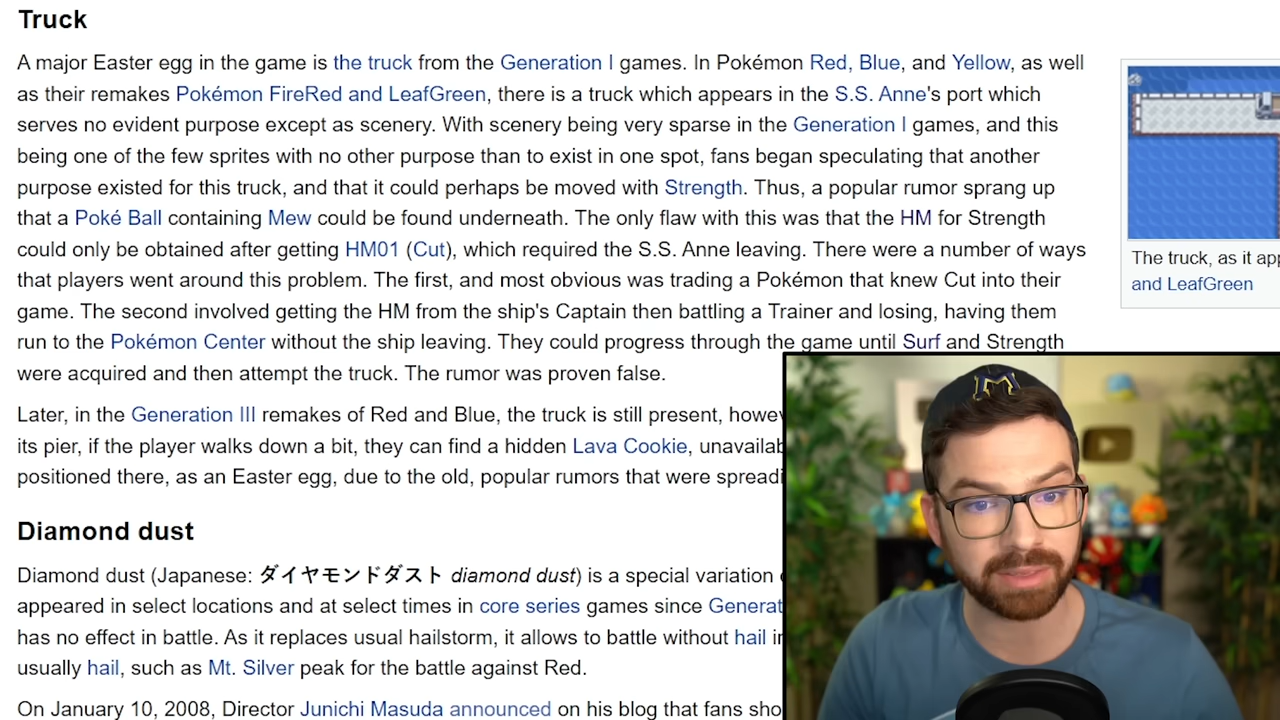 Truck
A major Easter egg in the game is the truck from the Generation I games. In Pokémon Red, Blue, and Yellow, as well
as their remakes Pokémon FireRed and LeafGreen, there is a truck which appears in the S.S. Anne's port which
serves no evident purpose except as scenery. With scenery being very sparse in the Generation I games, and this
being one of the few sprites with no other purpose than to exist in one spot, fans began speculating that another
purpose existed for this truck, and that it could perhaps be moved with Strength. Thus, a popular rumor sprang up
that a Poké Ball containing Mew could be found underneath. The only flaw with this was that the HM for Strength
could only be obtained after getting HM01 (Cut), which required the S.S. Anne leaving. There were a number of ways
that players went around this problem. The first, and most obvious was trading a Pokémon that knew Cut into their
game. The second involved getting the HM from the ship's Captain then battling a Trainer and losing, having them
run to the Pokémon Center without the ship leaving. They could progress through the game until Surf and Strength
were acquired and then attempt the truck. The rumor was proven false.
Later, in the Generation III remakes of Red and Blue, the truck is still present, howev
its pier, if the player walks down a bit, they can find a hidden Lava Cookie, unavailab
positioned there, as an Easter egg, due to the old, popular rumors that were spreadi
Diamond dust
Diamond dust (Japanese: ダイヤモンドダスト diamond dust) is a special variation
appeared in select locations and at select times in core series games since Generat
has no effect in battle. As it replaces usual hailstorm, it allows to battle without hail in
usually hail, such as Mt. Silver peak for the battle against Red.
On January 10, 2008, Director Junichi Masuda announced on his blog that fans sho
The truck, as it app
and LeafGreen
M